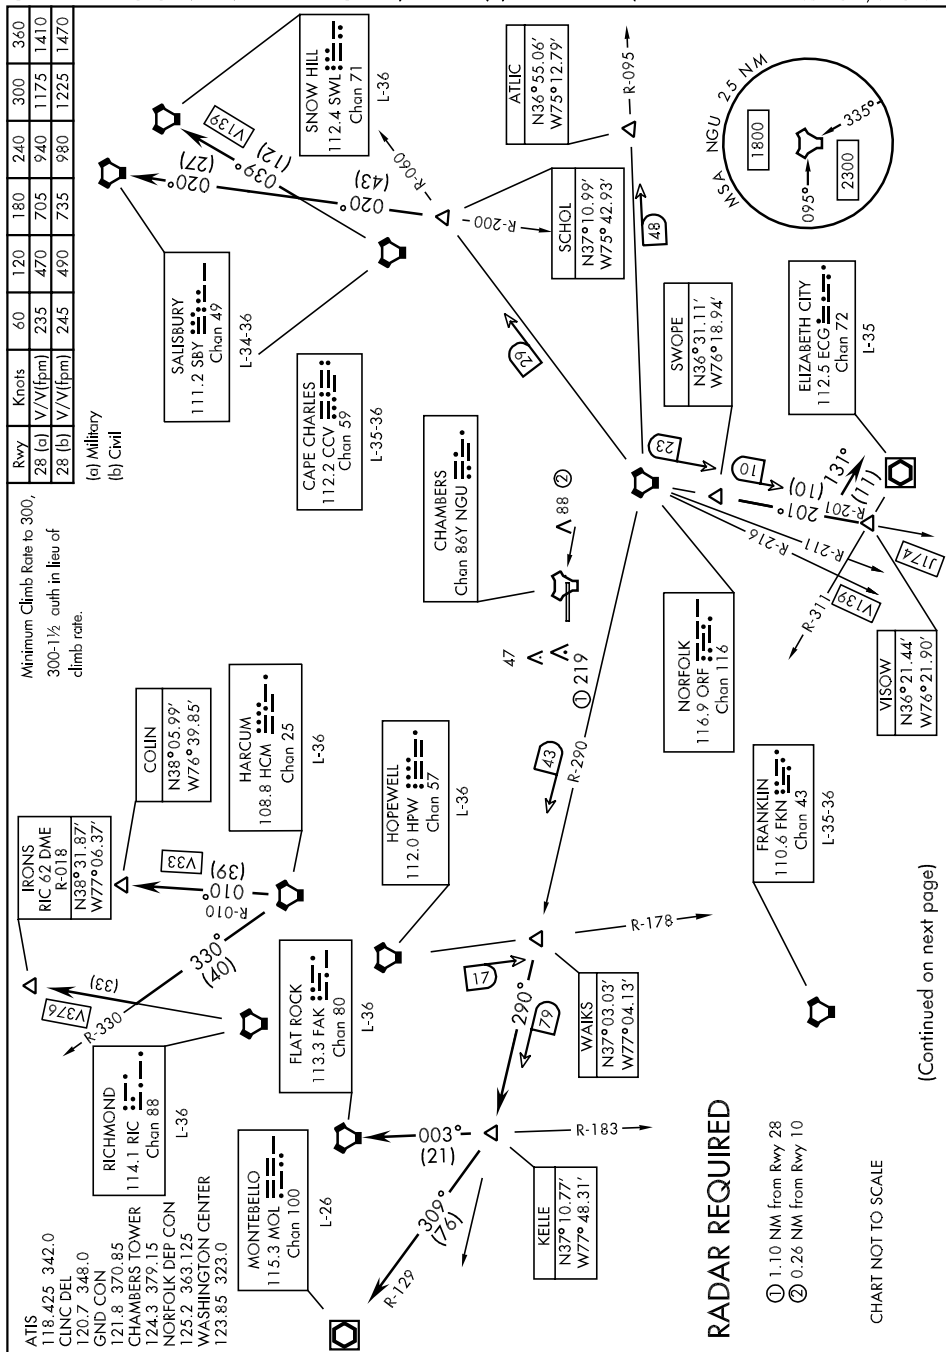 ATIS
118.425 342.0
CLNC DEL
120.7 348.0
GND CON
121.8 370.85
CHAMBERS TOWER
124.3 379.15
NORFOLK DEP CON
125.2 363.125
WASHINGTON CENTER
123.85 323.0
RICHMOND
114.1 RIC
Chan 88
L-36
IRONS
RIC 62 DME
R-018
N38°31.87′
W77°06.37′
COLIN
N38°05.99′
W76°39.85′
HARCUM
108.8 HCM
Chan 25
L-36
V376
(33)
R-330
330°
(40)
R-010
010°
(39)
V33
Minimum Climb Rate to 300,
300-1½ auth in lieu of
climb rate.
Rwy Knots 60 120 180 240 300 360
28 (a) V/V(fpm) 235 470 705 940 1175 1410
28 (b) V/V(fpm) 245 490 735 980 1225 1470
(a) Military
(b) Civil
SALISBURY
111.2 SBY
Chan 49
L-34-36
SNOW HILL
112.4 SWL
Chan 71
L-36
V139
039°
(12)
020°
(27)
020°
(43)
R-060
R-200
CAPE CHARLES
112.2 CCV
Chan 59
L-35-36
SCHOL
N37°10.99′
W75°42.93′
ATLIC
N36°55.06′
W75°12.79′
R-095
48
29
MSA NGU 25 NM
1800
2300
095°
335°
MONTEBELLO
115.3 MOL
Chan 100
L-26
FLAT ROCK
113.3 FAK
Chan 80
L-36
HOPEWELL
112.0 HPW
Chan 57
L-36
CHAMBERS
Chan 86Y NGU
47
① 219
88 ②
R-129
309°
(76)
003°
(21)
R-183
290°
79
17
R-178
43
R-290
KELLE
N37°10.77′
W77°48.31′
WAIKS
N37°03.03′
W77°04.13′
NORFOLK
116.9 ORF
Chan 116
SWOPE
N36°31.11′
W76°18.94′
ELIZABETH CITY
112.5 ECG
Chan 72
L-35
23
10
201°
(10)
R-201
131°
(11)
R-211
R-216
R-311
V139
J174
VISOW
N36°21.44′
W76°21.90′
FRANKLIN
110.6 FKN
Chan 43
L-35-36
RADAR REQUIRED
① 1.10 NM from Rwy 28
② 0.26 NM from Rwy 10
CHART NOT TO SCALE
(Continued on next page)